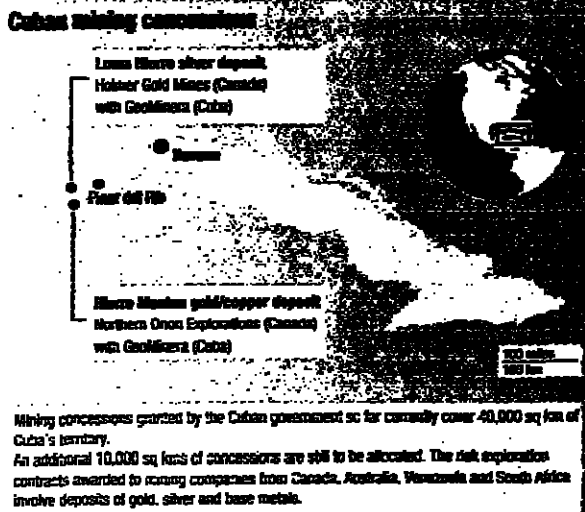 Cuban mining concessions
Loma Hierro silver deposit
Holmer Gold Mines (Canada)
with GeoMinera (Cuba)
Havana
Pinar del Rio
Hierro Mantua gold/copper deposit
Northern Orion Explorations (Canada)
with GeoMinera (Cuba)
100 miles
100 km
Mining concessions granted by the Cuban government so far currently cover 40,000 sq km of
Cuba's territory.
An additional 10,000 sq kms of concessions are still to be allocated. The risk exploration
contracts awarded to mining companies from Canada, Australia, Venezuela and South Africa
involve deposits of gold, silver and base metals.